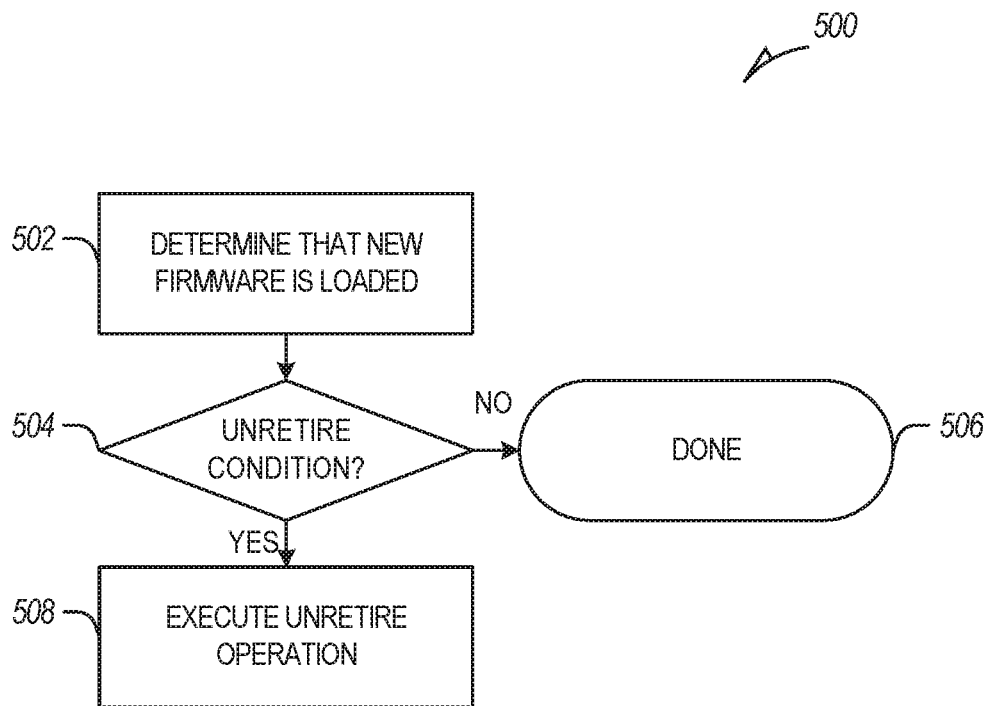 500
502
DETERMINE THAT NEW
FIRMWARE IS LOADED
504
UNRETIRE
CONDITION?
NO
DONE
506
YES
508
EXECUTE UNRETIRE
OPERATION